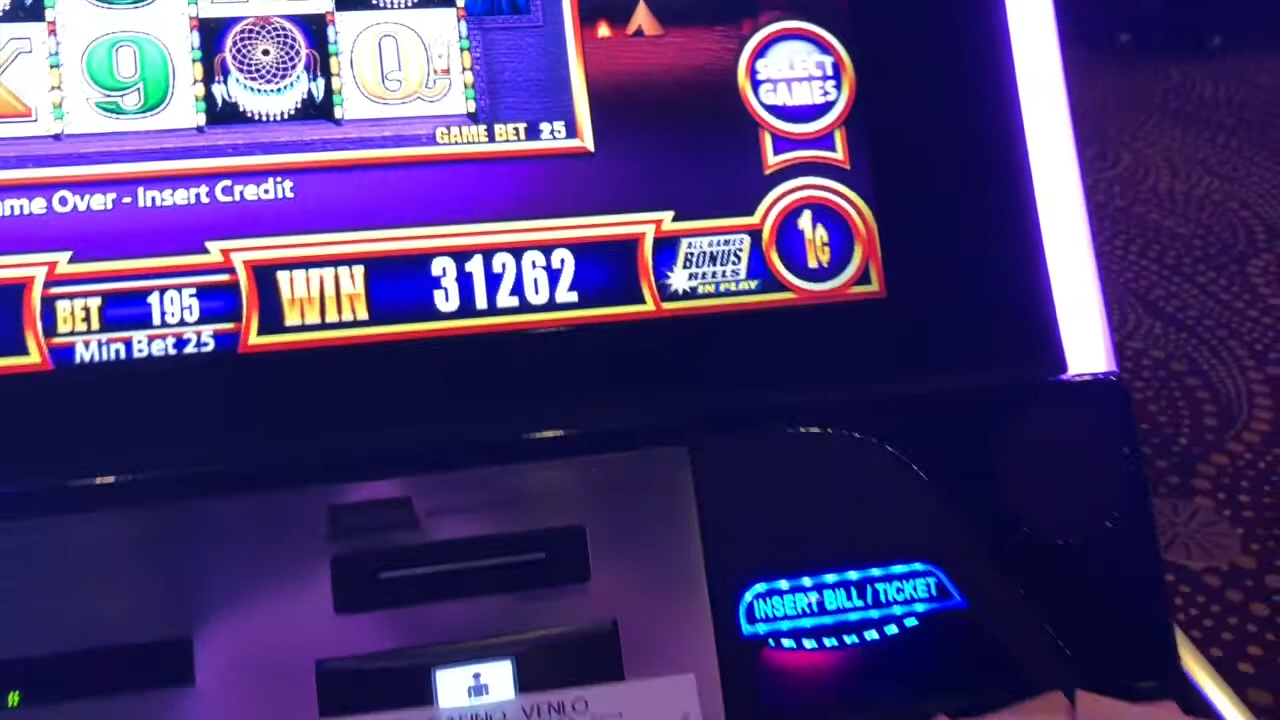 9
Q
GAME BET 25
SELECT
GAMES
Over - Insert Credit
BET 195
Min Bet 25
WIN 31262
ALL GAMES
BONUS
REELS
IN PLAY
1¢
INSERT BILL / TICKET